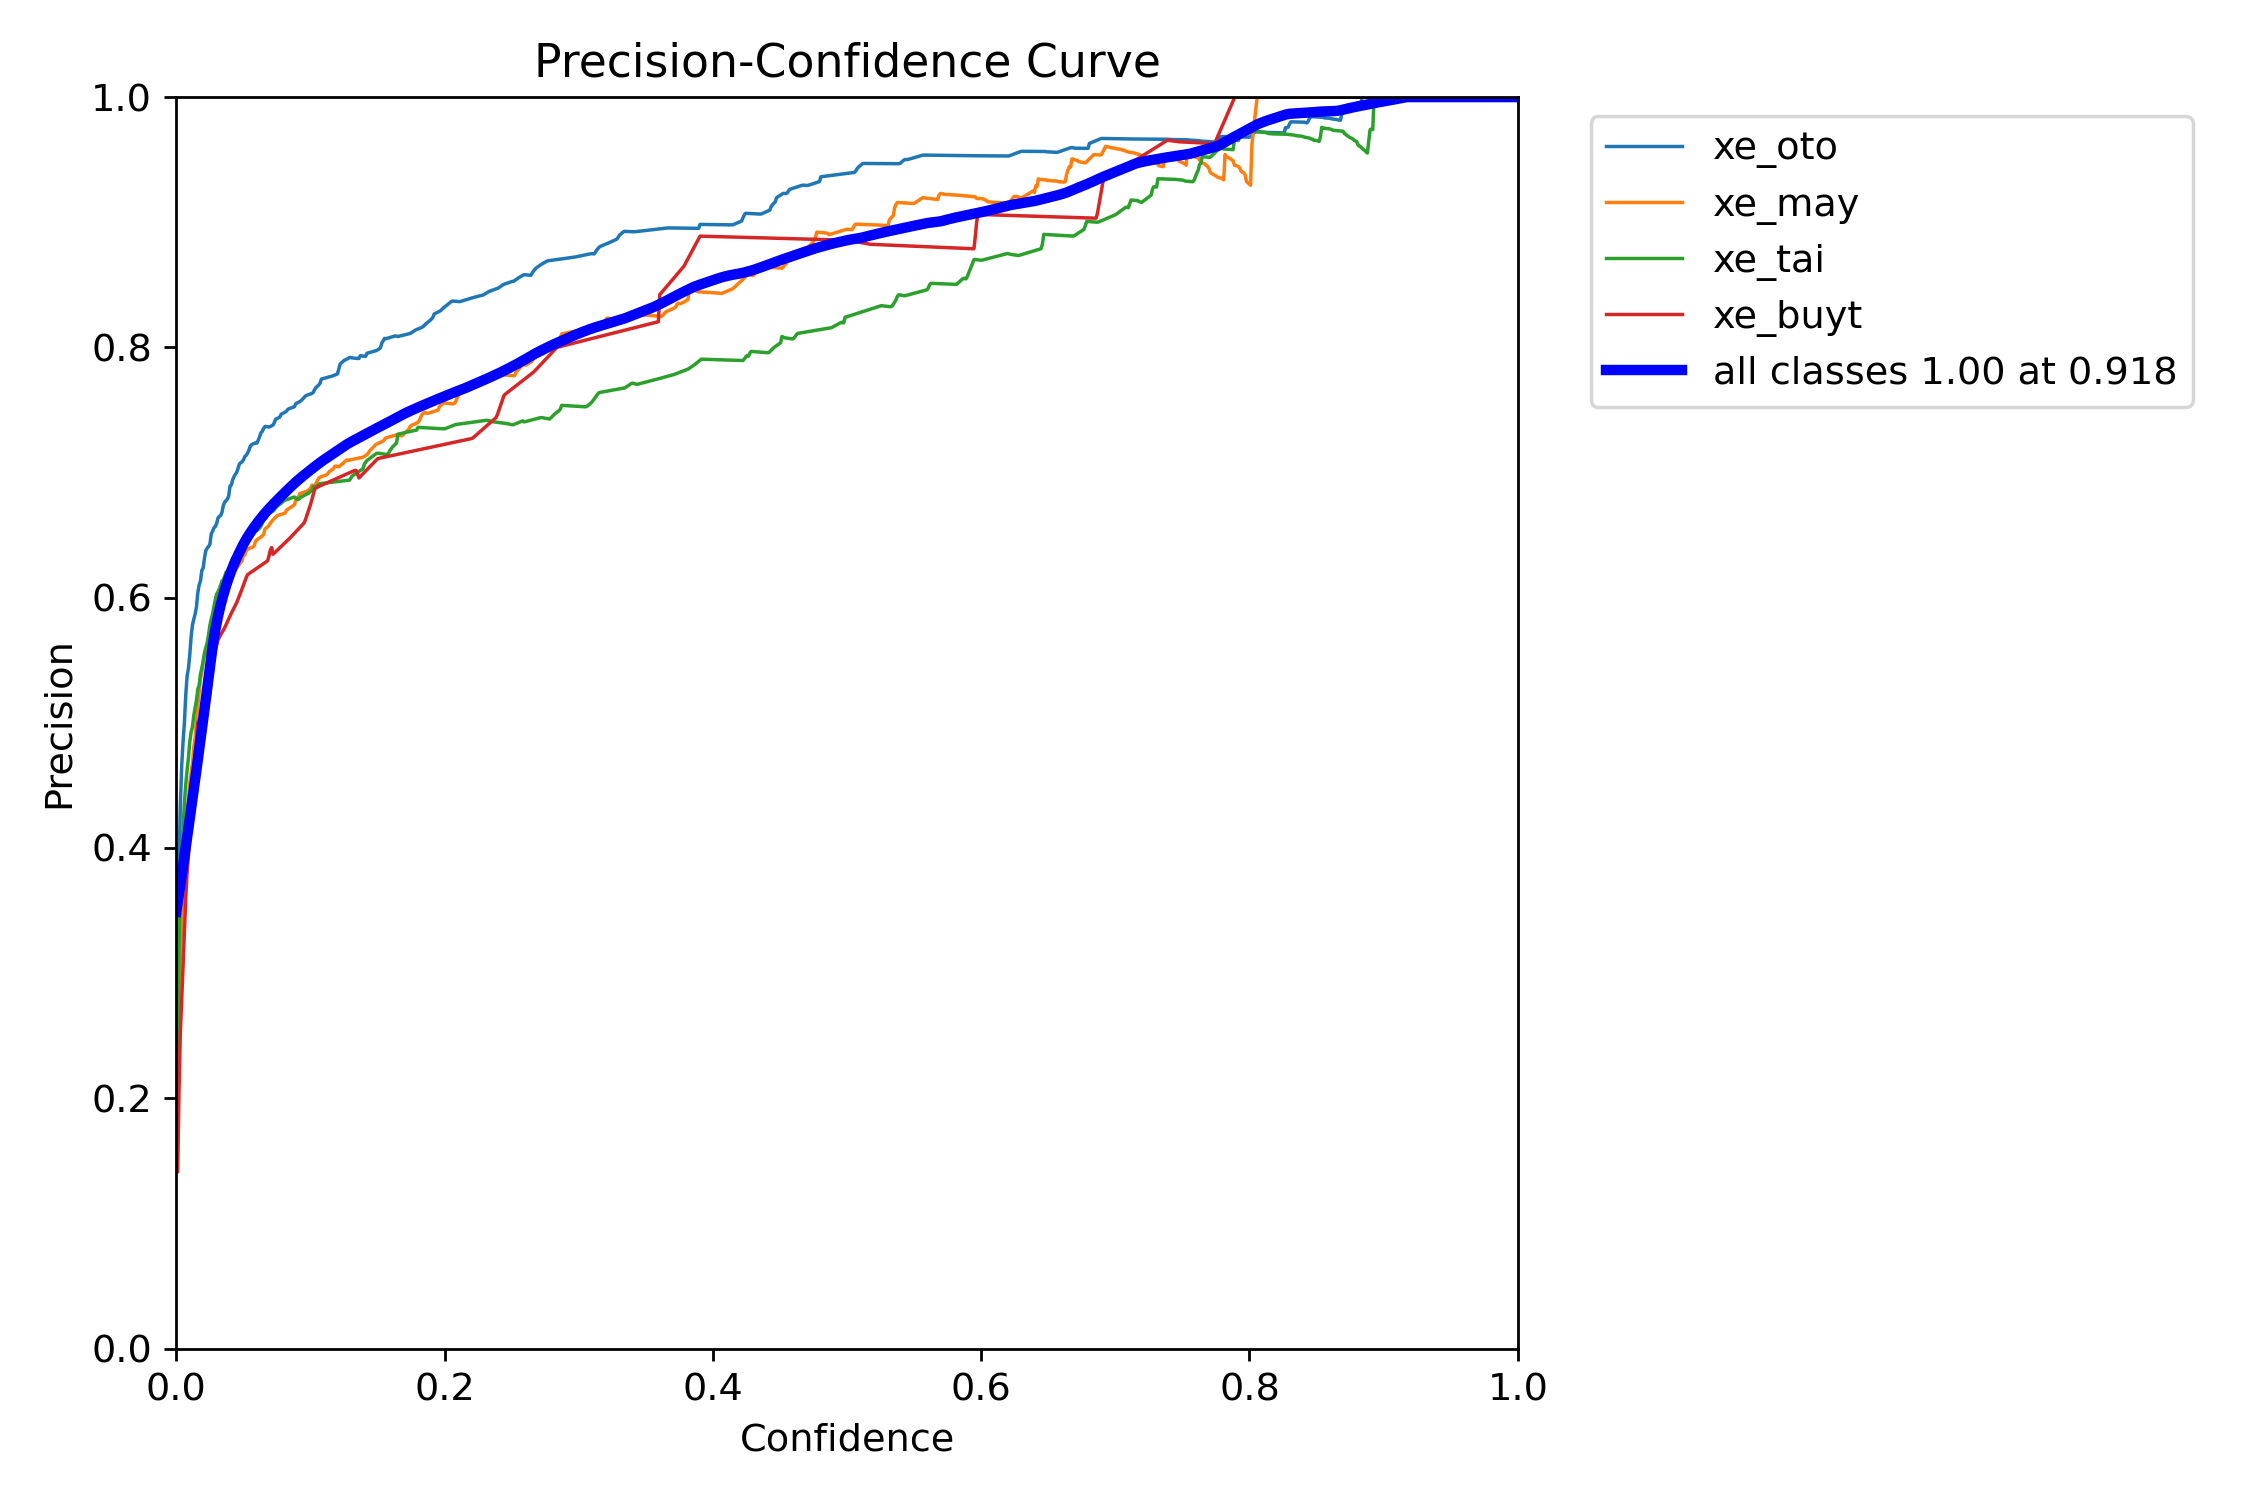 Precision-Confidence Curve
1.0
0.8
0.6
0.4
0.2
0.0
Precision
0.0 0.2 0.4 0.6 0.8 1.0
Confidence
xe_oto
xe_may
xe_tai
xe_buyt
all classes 1.00 at 0.918